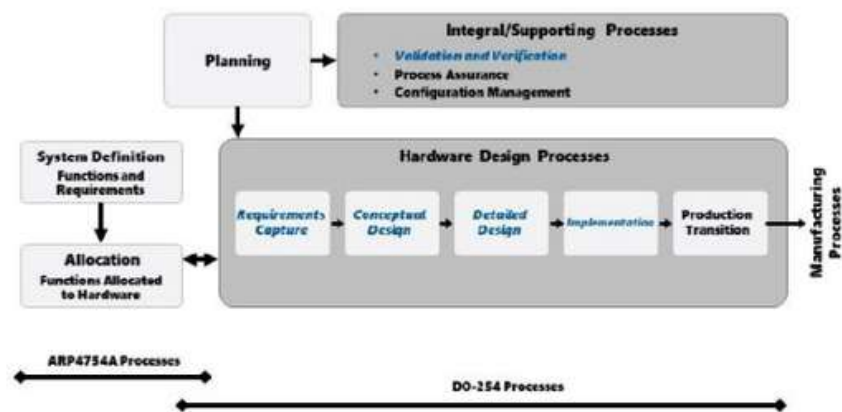 Planning
Integral/Supporting Processes
• Validation and Verification
• Process Assurance
• Configuration Management
System Definition
Functions and
Requirements
Allocation
Functions Allocated
to Hardware
Hardware Design Processes
Requirements
Capture
Conceptual
Design
Detailed
Design
Implementation
Production
Transition
Manufacturing
Processes
ARP4754A Processes
DO-254 Processes